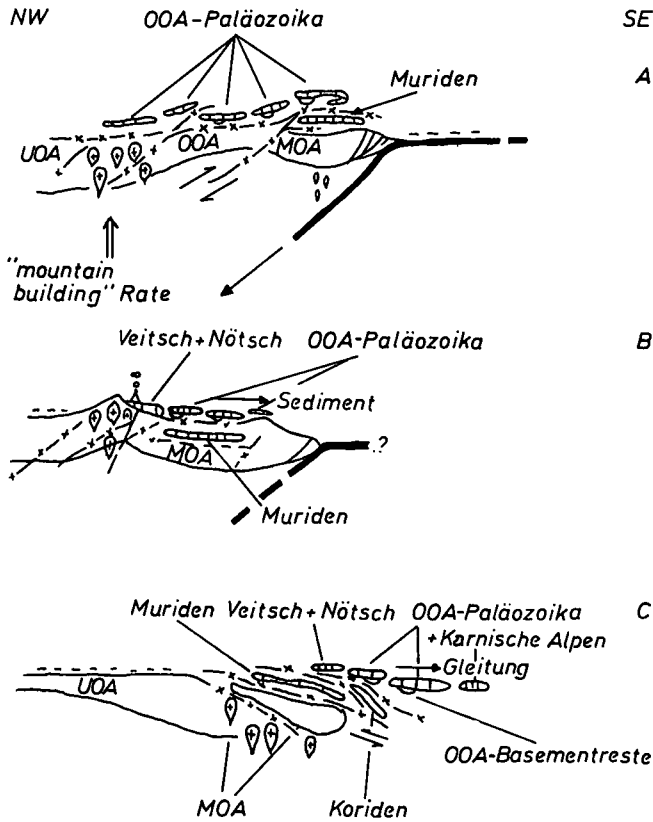 NW
OOA-Paläozoika
SE
A
Muriden
UOA
OOA
MOA
"mountain
building" Rate
Veitsch+Nötsch
OOA-Paläozoika
B
Sediment
MOA
.?
Muriden
Muriden
Veitsch+Nötsch
OOA-Paläozoika
C
+Karnische Alpen
Gleitung
UOA
OOA-Basementreste
MOA
Koriden